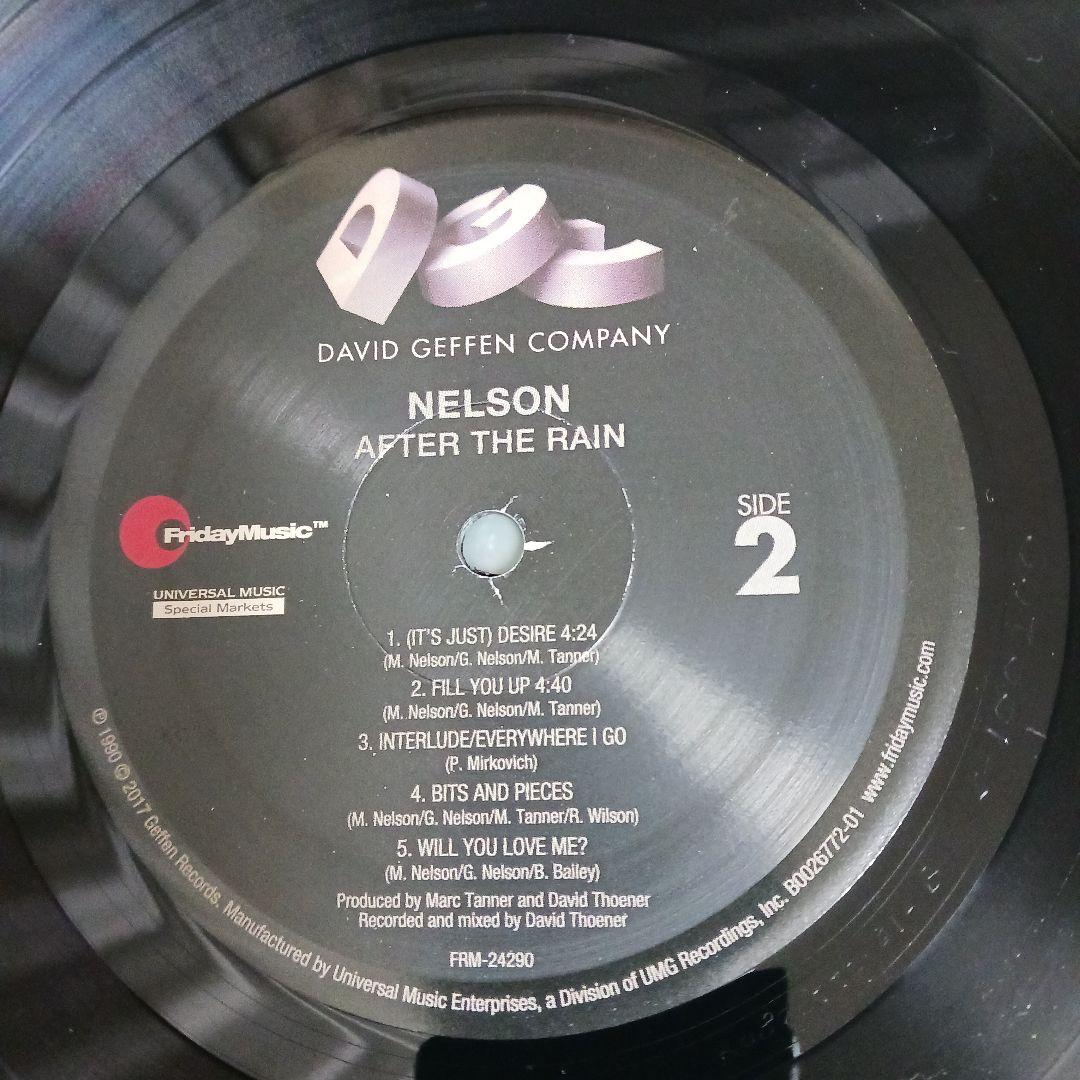 DGC
DAVID GEFFEN COMPANY
NELSON
AFTER THE RAIN
FridayMusic™
UNIVERSAL MUSIC
Special Markets
SIDE
2
1. (IT'S JUST) DESIRE 4:24
(M. Nelson/G. Nelson/M. Tanner)
2. FILL YOU UP 4:40
(M. Nelson/G. Nelson/M. Tanner)
3. INTERLUDE/EVERYWHERE I GO
(P. Mirkovich)
4. BITS AND PIECES
(M. Nelson/G. Nelson/M. Tanner/R. Wilson)
5. WILL YOU LOVE ME?
(M. Nelson/G. Nelson/B. Bailey)
Produced by Marc Tanner and David Thoener
Recorded and mixed by David Thoener
FRM-24290
℗ 1990 © 2017 Geffen Records. Manufactured by Universal Music Enterprises, a Division of UMG Recordings, Inc. B0026772-01 www.fridaymusic.com